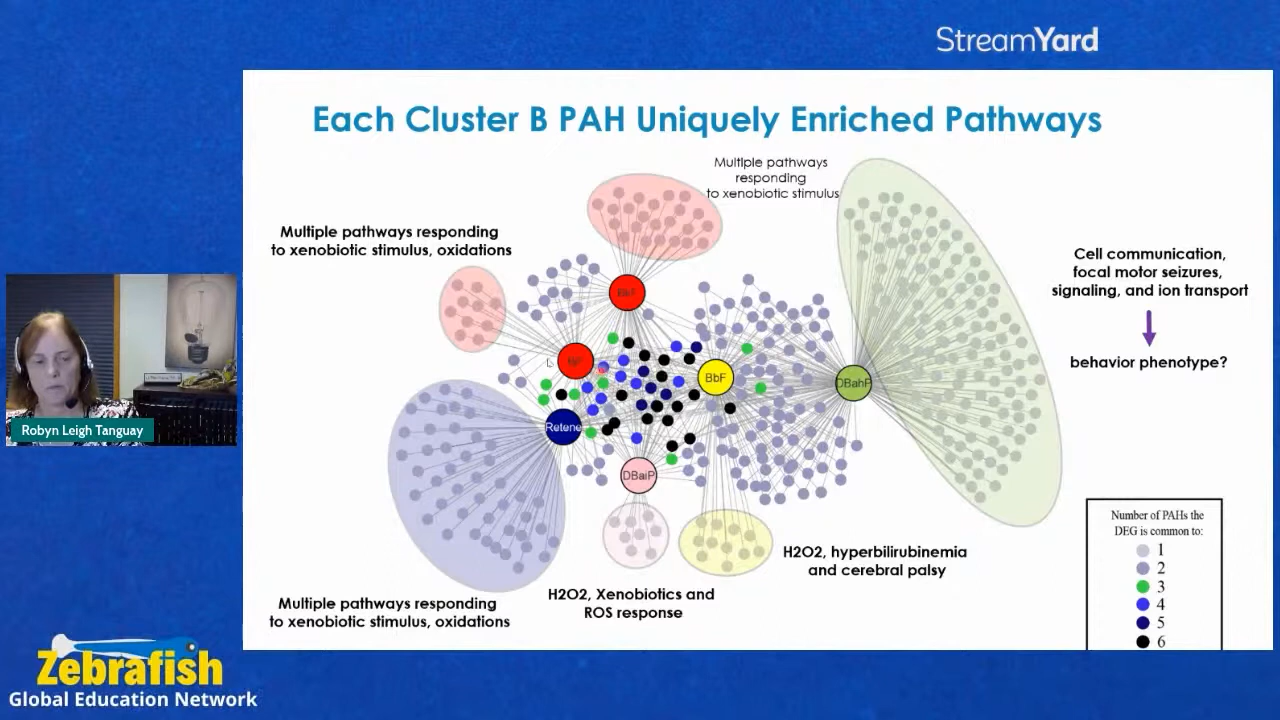 StreamYard
Each Cluster B PAH Uniquely Enriched Pathways
Multiple pathways
responding
to xenobiotic stimulus
Multiple pathways responding
to xenobiotic stimulus, oxidations
Cell communication,
focal motor seizures,
signaling, and ion transport
behavior phenotype?
BbF
DBahP
Retene
DBaiP
H2O2, hyperbilirubinemia
and cerebral palsy
H2O2, Xenobiotics and
ROS response
Multiple pathways responding
to xenobiotic stimulus, oxidations
Number of PAHs the
DEG is common to:
1
2
3
4
5
6
Robyn Leigh Tanguay
Zebrafish
Global Education Network